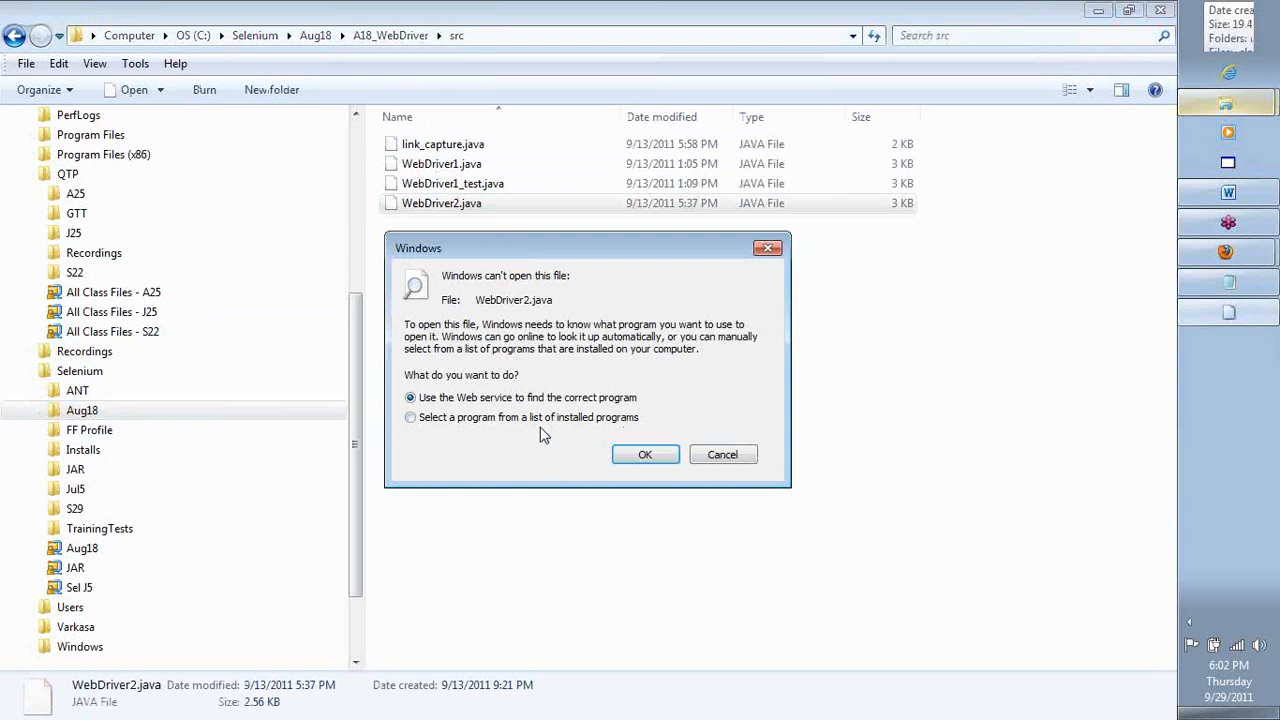 Computer OS (C:) Selenium Aug18 A18_WebDriver src
Search src
Date crea
Size: 19.4
Folders:
File Edit View Tools Help
Organize Open Burn New folder
PerfLogs
Program Files
Program Files (x86)
QTP
A25
GTT
J25
Recordings
S22
All Class Files - A25
All Class Files - J25
All Class Files - S22
Recordings
Selenium
ANT
Aug18
FF Profile
Installs
JAR
Jul5
S29
TrainingTests
Aug18
JAR
Sel J5
Users
Varkasa
Windows
Name Date modified Type Size
link_capture.java 9/13/2011 5:58 PM JAVA File 2 KB
WebDriver1.java 9/13/2011 1:05 PM JAVA File 3 KB
WebDriver1_test.java 9/13/2011 1:09 PM JAVA File 3 KB
WebDriver2.java 9/13/2011 5:37 PM JAVA File 3 KB
Windows
Windows can't open this file:
File: WebDriver2.java
To open this file, Windows needs to know what program you want to use to
open it. Windows can go online to look it up automatically, or you can manually
select from a list of programs that are installed on your computer.
What do you want to do?
Use the Web service to find the correct program
Select a program from a list of installed programs
OK Cancel
WebDriver2.java Date modified: 9/13/2011 5:37 PM Date created: 9/13/2011 9:21 PM
JAVA File Size: 2.56 KB
6:02 PM
Thursday
9/29/2011